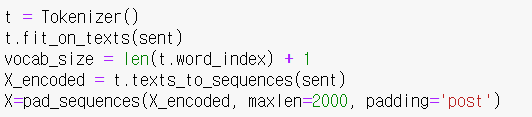 t = Tokenizer()
t.fit_on_texts(sent)
vocab_size = len(t.word_index) + 1
X_encoded = t.texts_to_sequences(sent)
X=pad_sequences(X_encoded, maxlen=2000, padding='post')